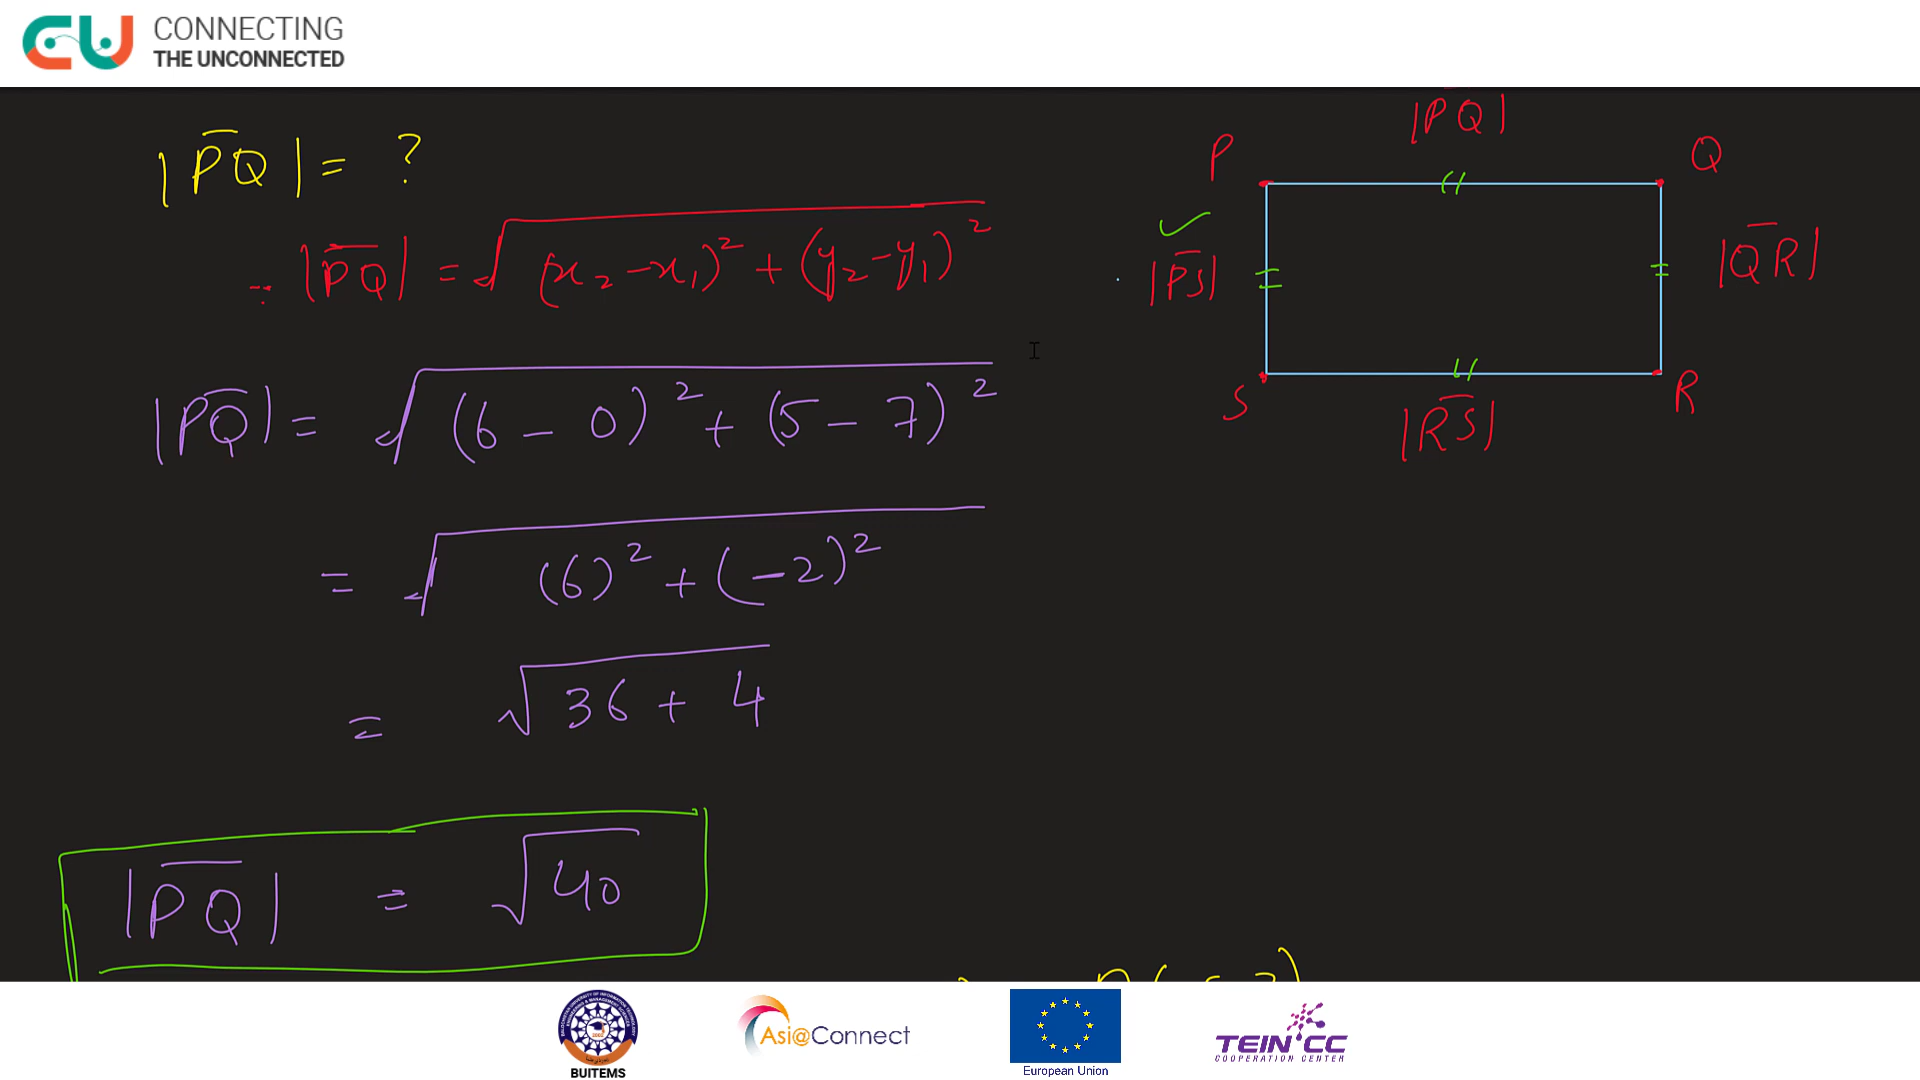 CONNECTING
THE UNCONNECTED
|PQ| = ?
∵ |PQ| = √(x₂ - x₁)² + (y₂ - y₁)²
|PQ| = √(6 - 0)² + (5 - 7)²
= √(6)² + (-2)²
= √36 + 4
|PQ| = √40
|PQ|
P
Q
|PS|
|QR|
S
R
|RS|
BUITEMS
Asi@Connect
European Union
TEIN*CC
COOPERATION CENTER